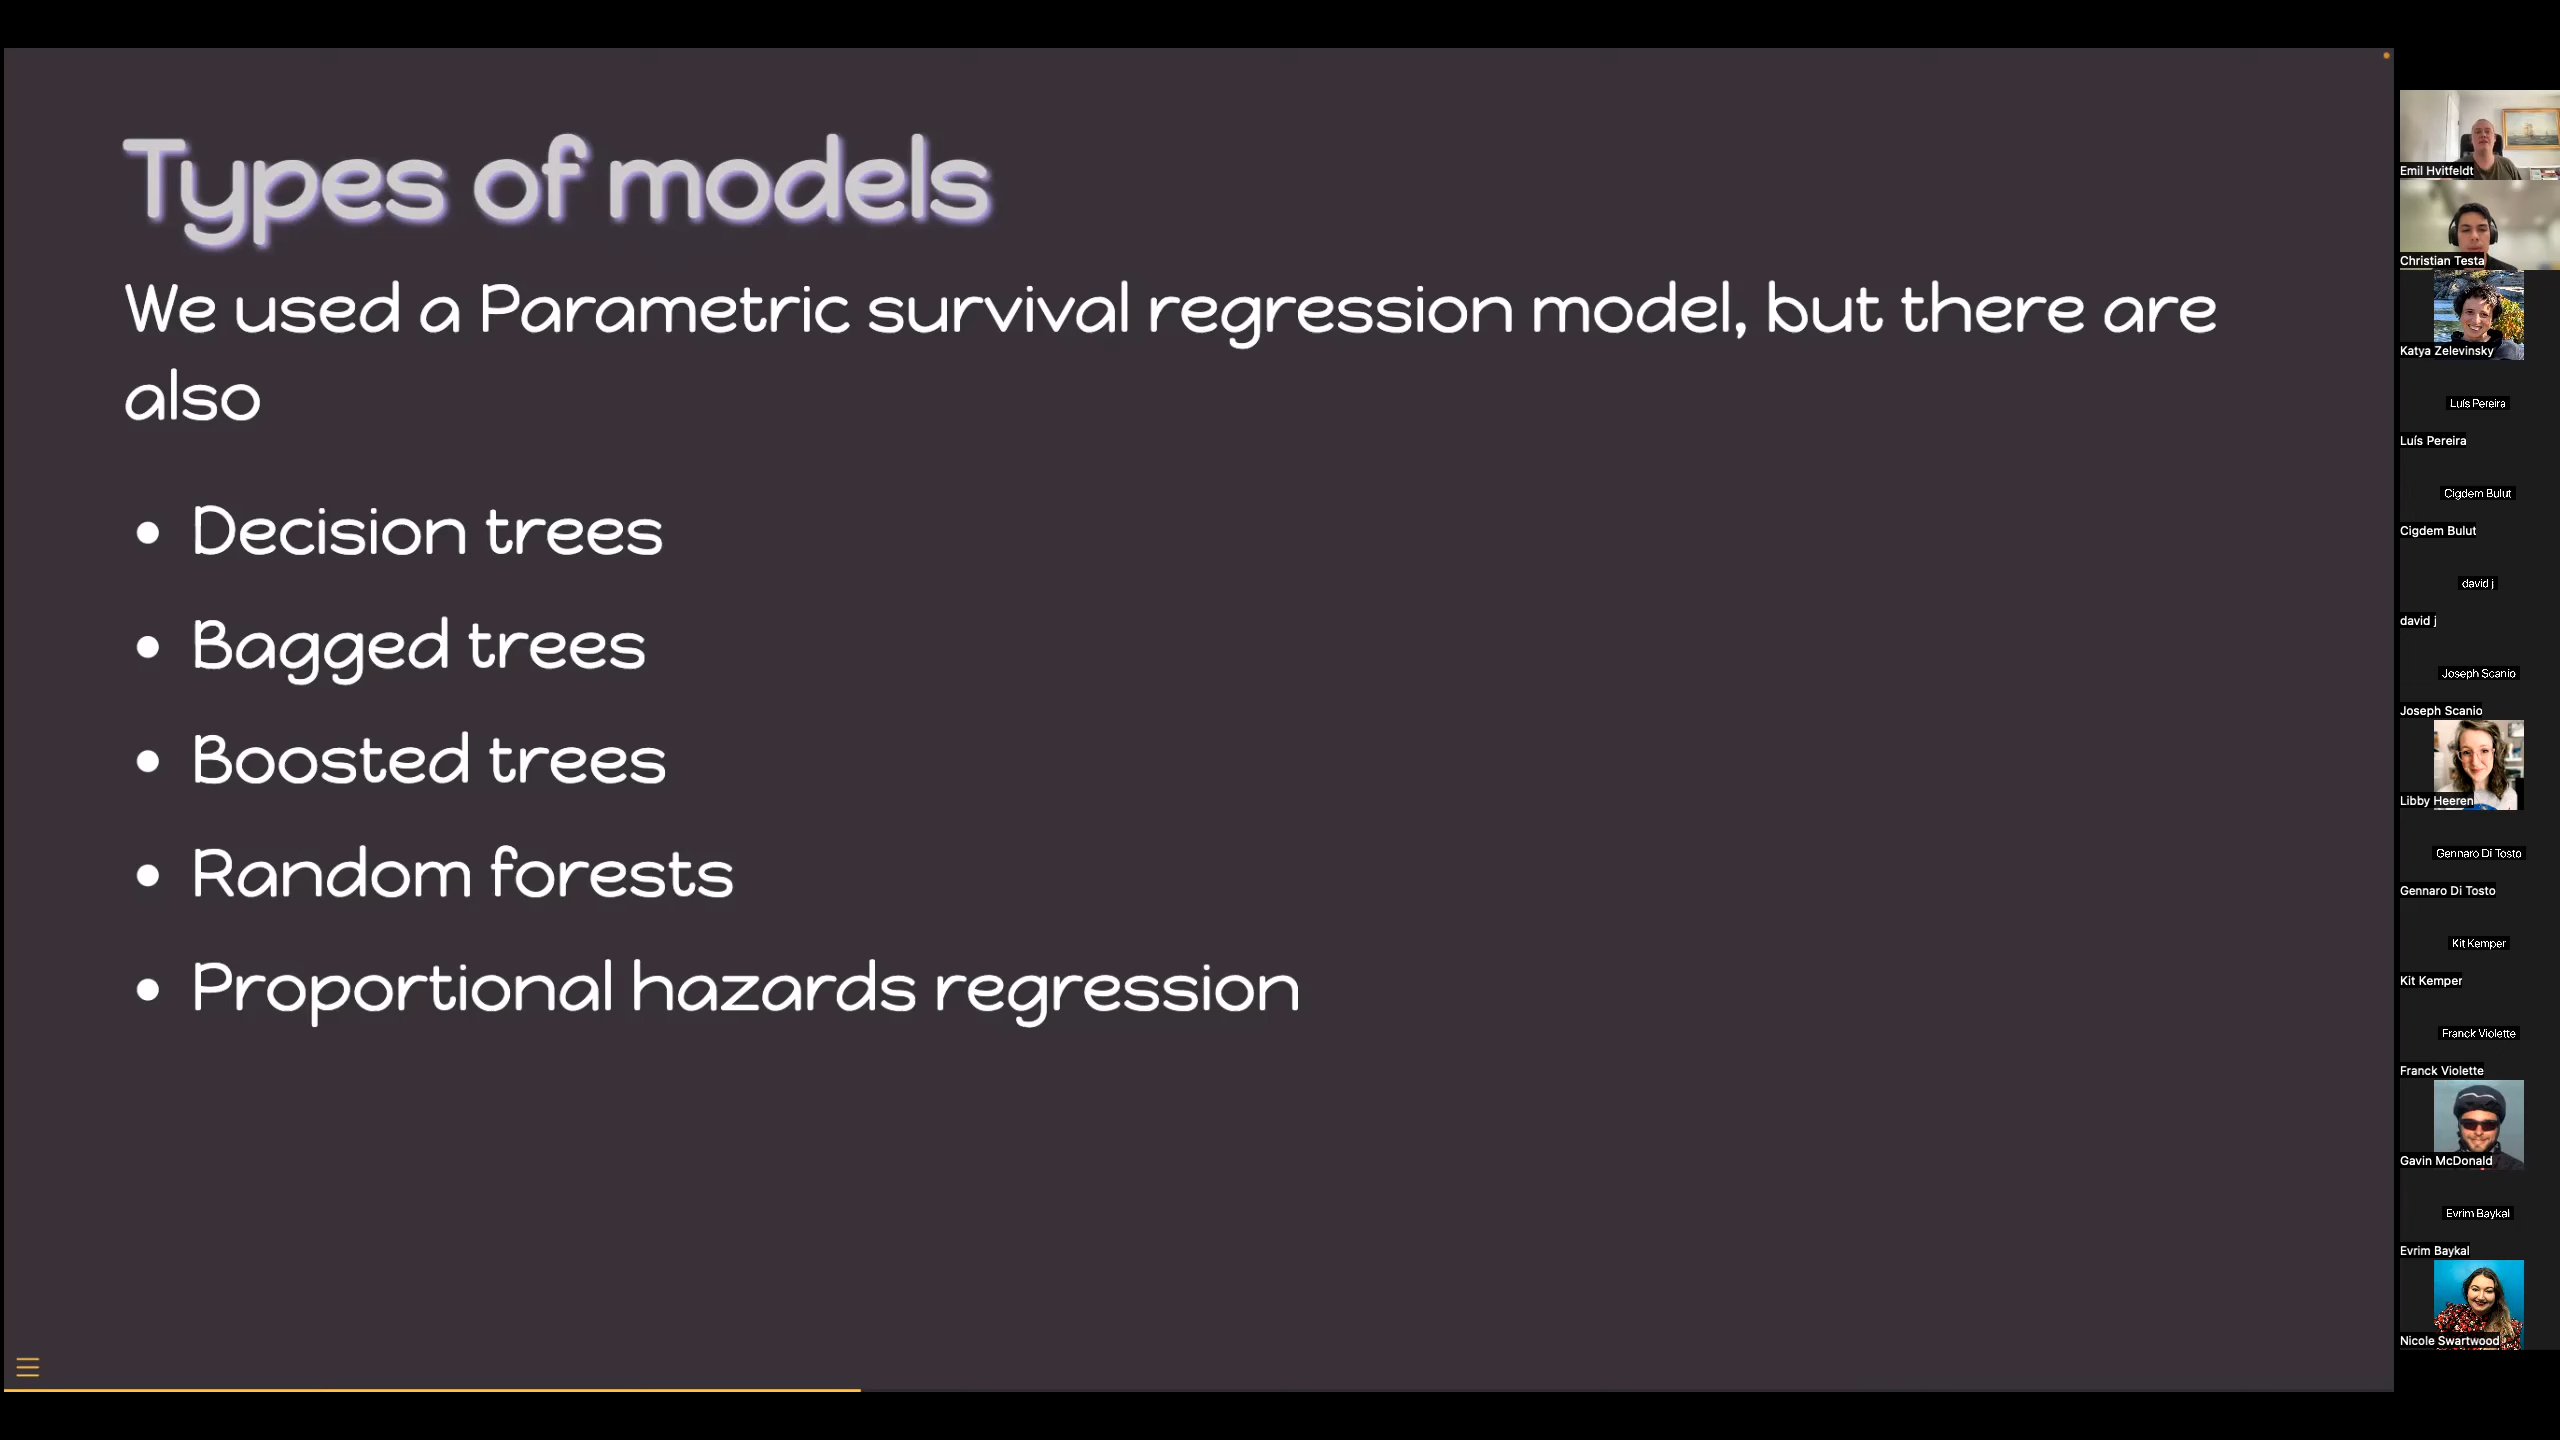 Types of models
We used a Parametric survival regression model, but there are
also
• Decision trees
• Bagged trees
• Boosted trees
• Random forests
• Proportional hazards regression
Emil Hvitfeldt
Christian Testa
Katya Zelevinsky
Luís Pereira
Luís Pereira
Cigdem Bulut
Cigdem Bulut
david j
david j
Joseph Scanio
Joseph Scanio
Libby Heeren
Gennaro Di Tosto
Gennaro Di Tosto
Kit Kemper
Kit Kemper
Franck Violette
Franck Violette
Gavin McDonald
Evrim Baykal
Evrim Baykal
Nicole Swartwood